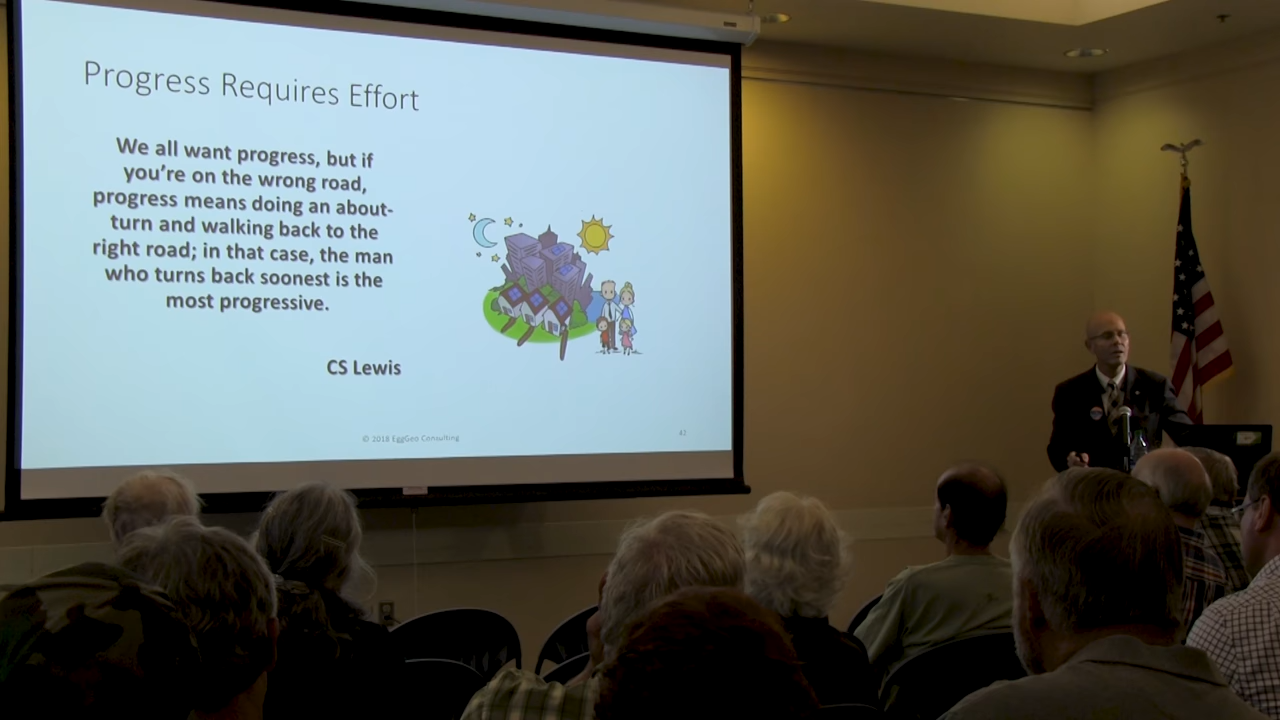 Progress Requires Effort
We all want progress, but if
you're on the wrong road,
progress means doing an about-
turn and walking back to the
right road; in that case, the man
who turns back soonest is the
most progressive.
CS Lewis
© 2018 EggGeo Consulting